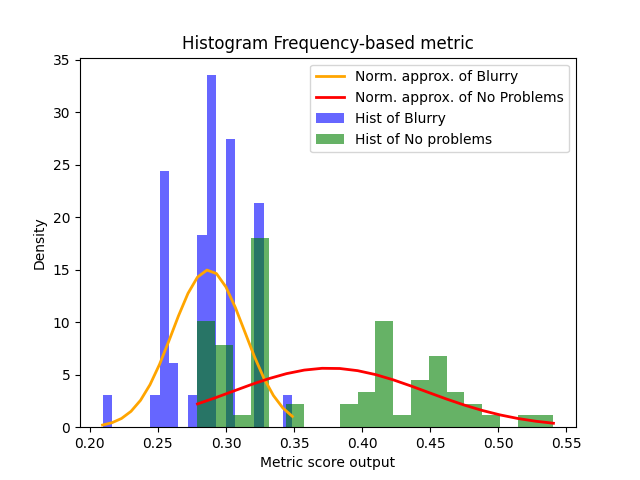 Histogram Frequency-based metric
Norm. approx. of Blurry
Norm. approx. of No Problems
Hist of Blurry
Hist of No problems
Density
35
30
25
20
15
10
5
0
0.20 0.25 0.30 0.35 0.40 0.45 0.50 0.55
Metric score output